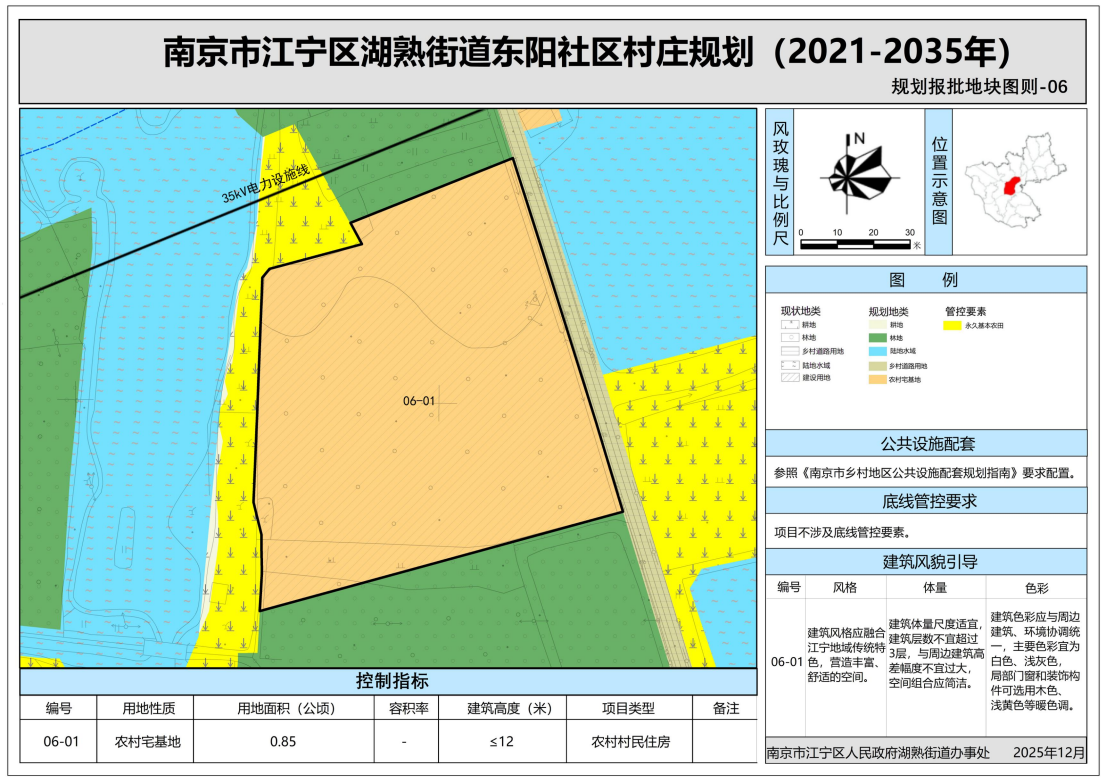 南京市江宁区湖熟街道东阳社区村庄规划（2021-2035年）
规划报批地块图则-06
35kV电力设施线
06-01
风玫瑰与比例尺
N
0 10 20 30 米
位置示意图
图 例
现状地类
耕地
林地
乡村道路用地
陆地水域
建设用地
规划地类
耕地
林地
陆地水域
乡村道路用地
农村宅基地
管控要素
永久基本农田
公共设施配套
参照《南京市乡村地区公共设施配套规划指南》要求配置。
底线管控要求
项目不涉及底线管控要素。
建筑风貌引导
编号 风格 体量 色彩
06-01
建筑风格应融合
江宁地域传统特
色，营造丰富、
舒适的空间。
建筑体量尺度适宜，
建筑层数不宜超过
3层，与周边建筑高
差幅度不宜过大，
空间组合应简洁。
建筑色彩应与周边
建筑、环境协调统
一，主要色彩宜为
白色、浅灰色，
局部门窗和装饰构
件可选用木色、
浅黄色等暖色调。
控制指标
编号 用地性质 用地面积（公顷） 容积率 建筑高度（米） 项目类型 备注
06-01 农村宅基地 0.85 - ≤12 农村村民住房
南京市江宁区人民政府湖熟街道办事处 2025年12月